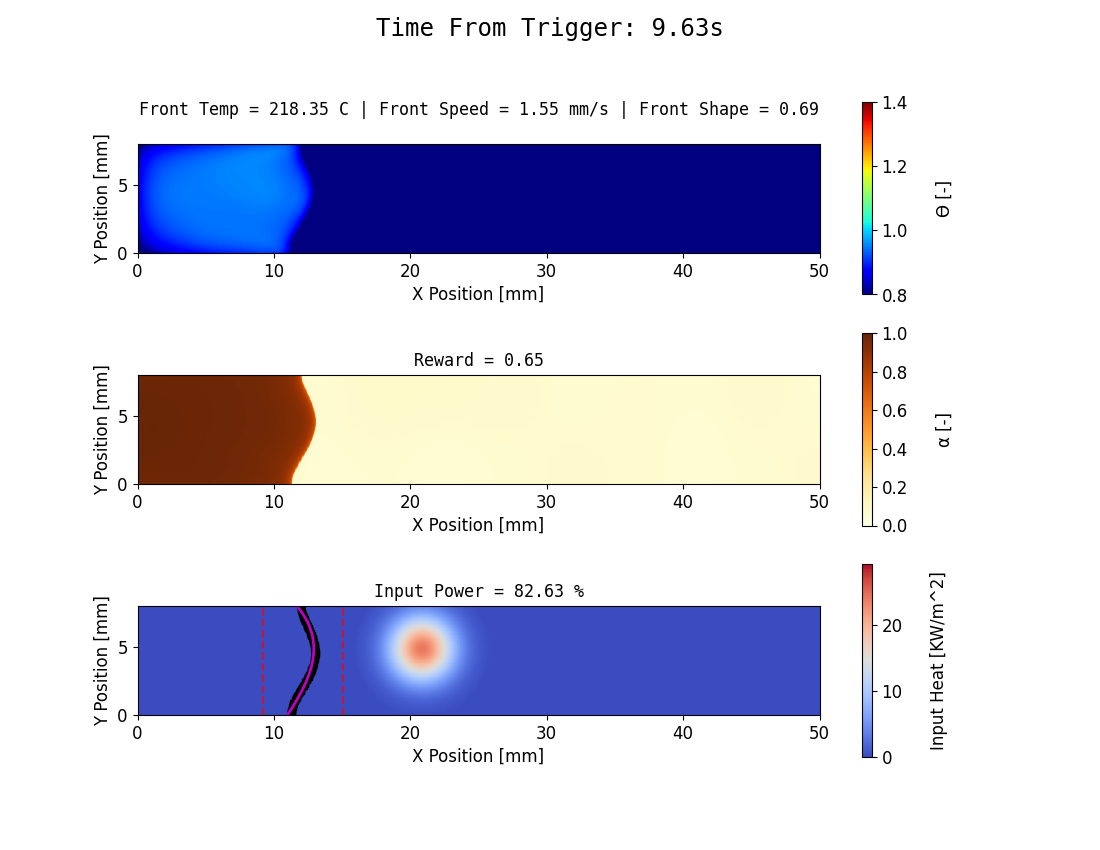 Time From Trigger: 9.63s
Front Temp = 218.35 C | Front Speed = 1.55 mm/s | Front Shape = 0.69
Y Position [mm]
5
0
0 10 20 30 40 50
X Position [mm]
1.4
1.2
1.0
0.8
Θ [-]
Reward = 0.65
Y Position [mm]
5
0
0 10 20 30 40 50
X Position [mm]
1.0
0.8
0.6
0.4
0.2
0.0
α [-]
Input Power = 82.63 %
Y Position [mm]
5
0
0 10 20 30 40 50
X Position [mm]
20
10
0
Input Heat [KW/m^2]